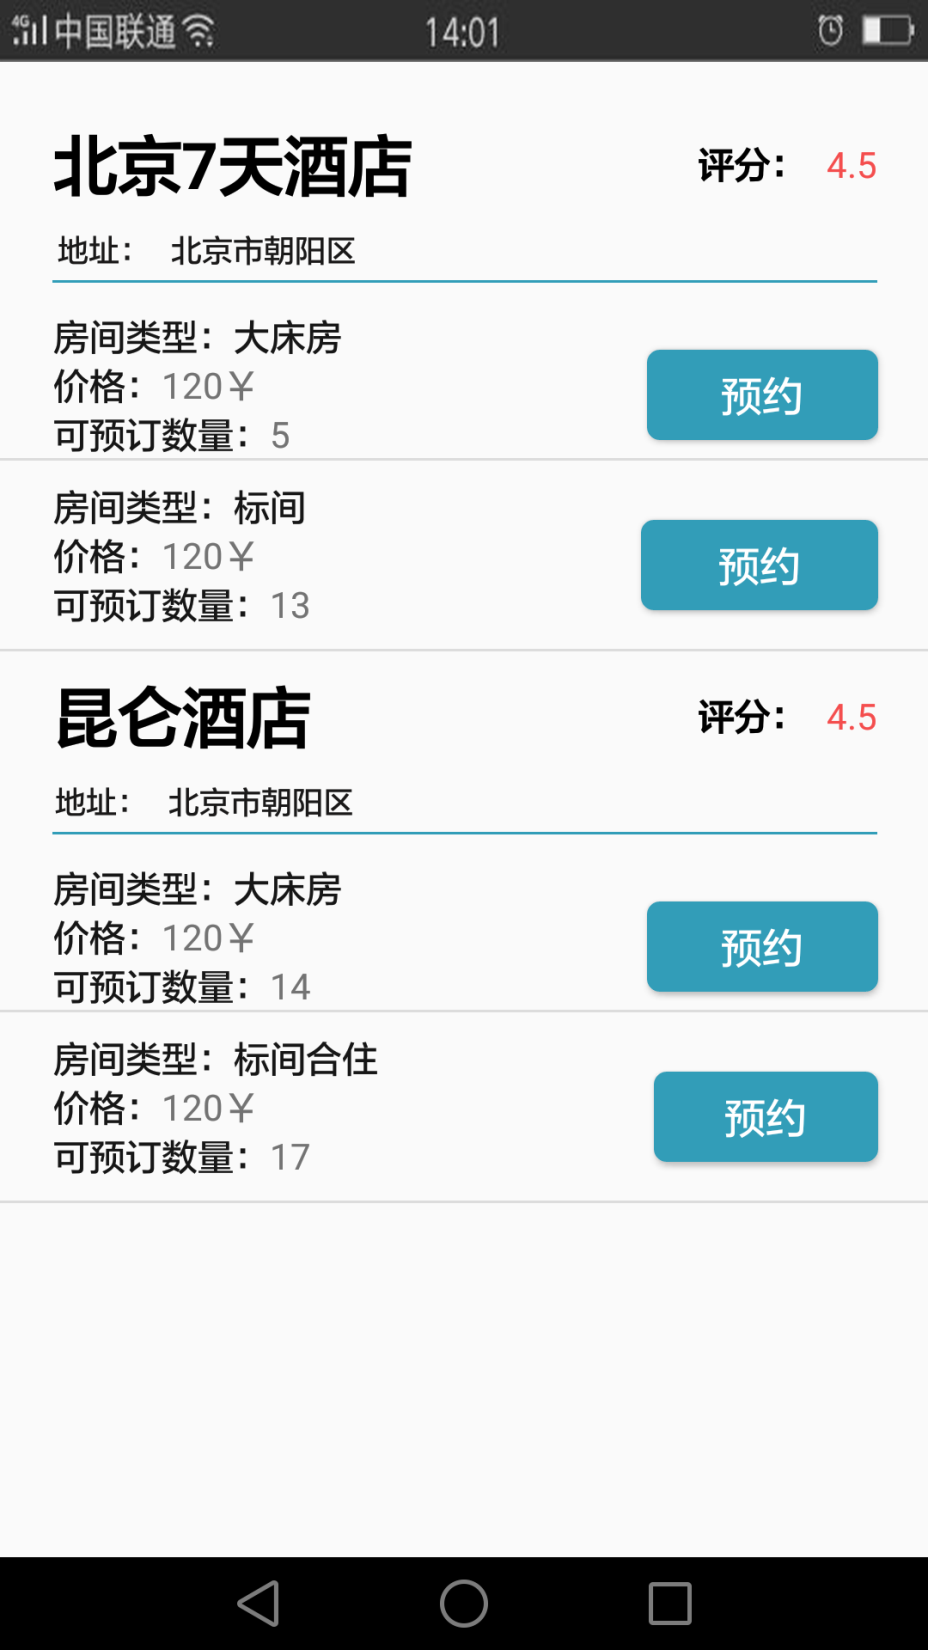 4G 中国联通 14:01
北京7天酒店 评分： 4.5
地址： 北京市朝阳区
房间类型：大床房
价格：120￥
可预订数量：5
预约
房间类型：标间
价格：120￥
可预订数量：13
预约
昆仑酒店 评分： 4.5
地址： 北京市朝阳区
房间类型：大床房
价格：120￥
可预订数量：14
预约
房间类型：标间合住
价格：120￥
可预订数量：17
预约